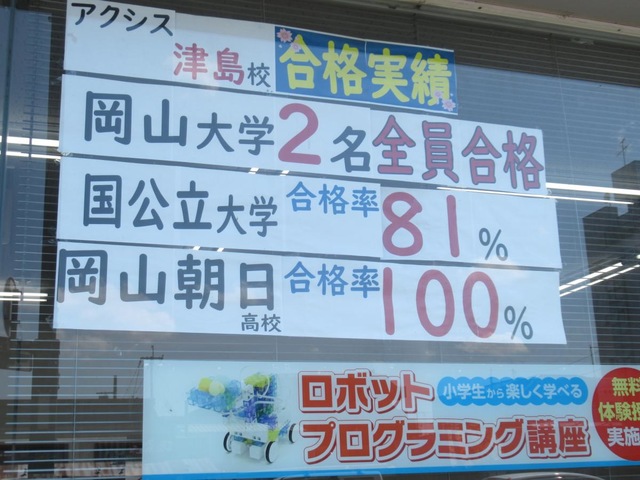 アクシス
津島校 合格実績
岡山大学2名全員合格
国公立大学 合格率 81%
岡山朝日高校 合格率 100%
ロボット 小学生から楽しく学べる
プログラミング講座
無料
体験
実施